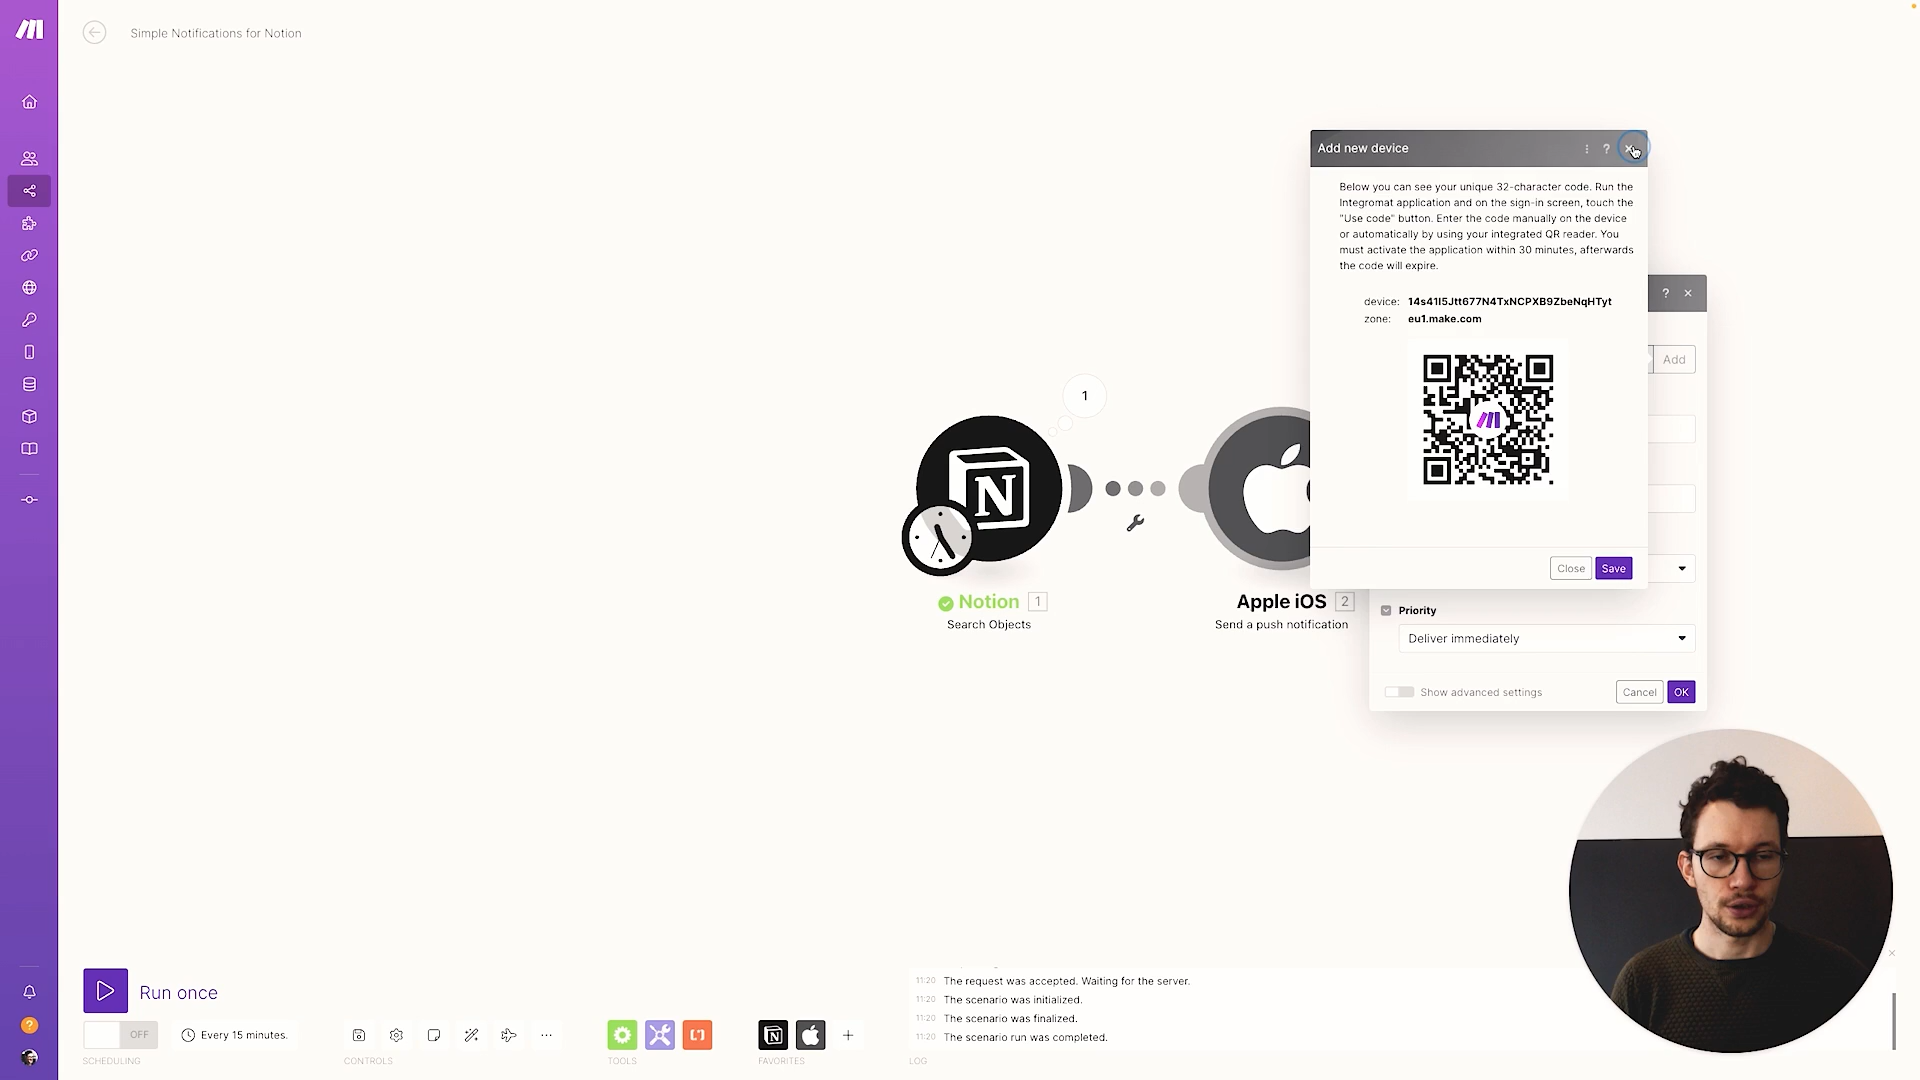 Simple Notifications for Notion
Add new device
?
Below you can see your unique 32-character code. Run the
Integromat application and on the sign-in screen, touch the
"Use code" button. Enter the code manually on the device
or automatically by using your integrated QR reader. You
must activate the application within 30 minutes, afterwards
the code will expire.
device: 14s41I5Jtt677N4TxNCPXB9ZbeNqHTyt
zone: eu1.make.com
Close Save
?
Add
Priority
Deliver immediately
Show advanced settings
Cancel OK
1
N
Notion 1
Search Objects
Apple iOS 2
Send a push notification
Run once
OFF
Every 15 minutes.
SCHEDULING
CONTROLS
TOOLS
FAVORITES
11:20 The request was accepted. Waiting for the server.
11:20 The scenario was initialized.
11:20 The scenario was finalized.
11:20 The scenario run was completed.
LOG